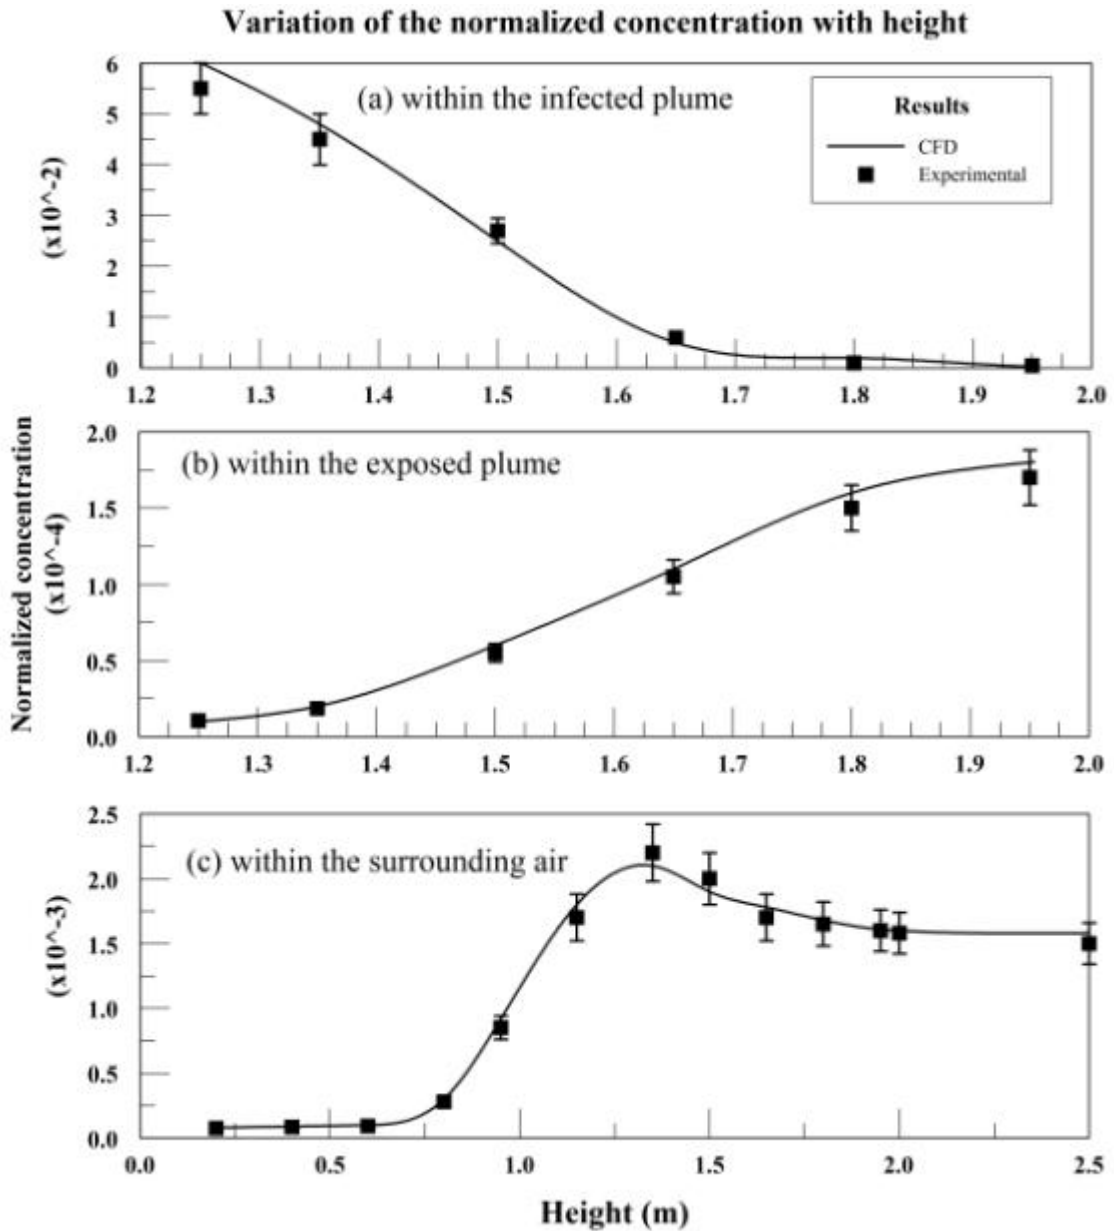 Variation of the normalized concentration with height
(a) within the infected plume
Results
CFD
Experimental
(x10^-2)
6
5
4
3
2
1
0
1.2 1.3 1.4 1.5 1.6 1.7 1.8 1.9 2.0
Normalized concentration
(b) within the exposed plume
(x10^-4)
2.0
1.5
1.0
0.5
0.0
1.2 1.3 1.4 1.5 1.6 1.7 1.8 1.9 2.0
(c) within the surrounding air
(x10^-3)
2.5
2.0
1.5
1.0
0.5
0.0
0.0 0.5 1.0 1.5 2.0 2.5
Height (m)